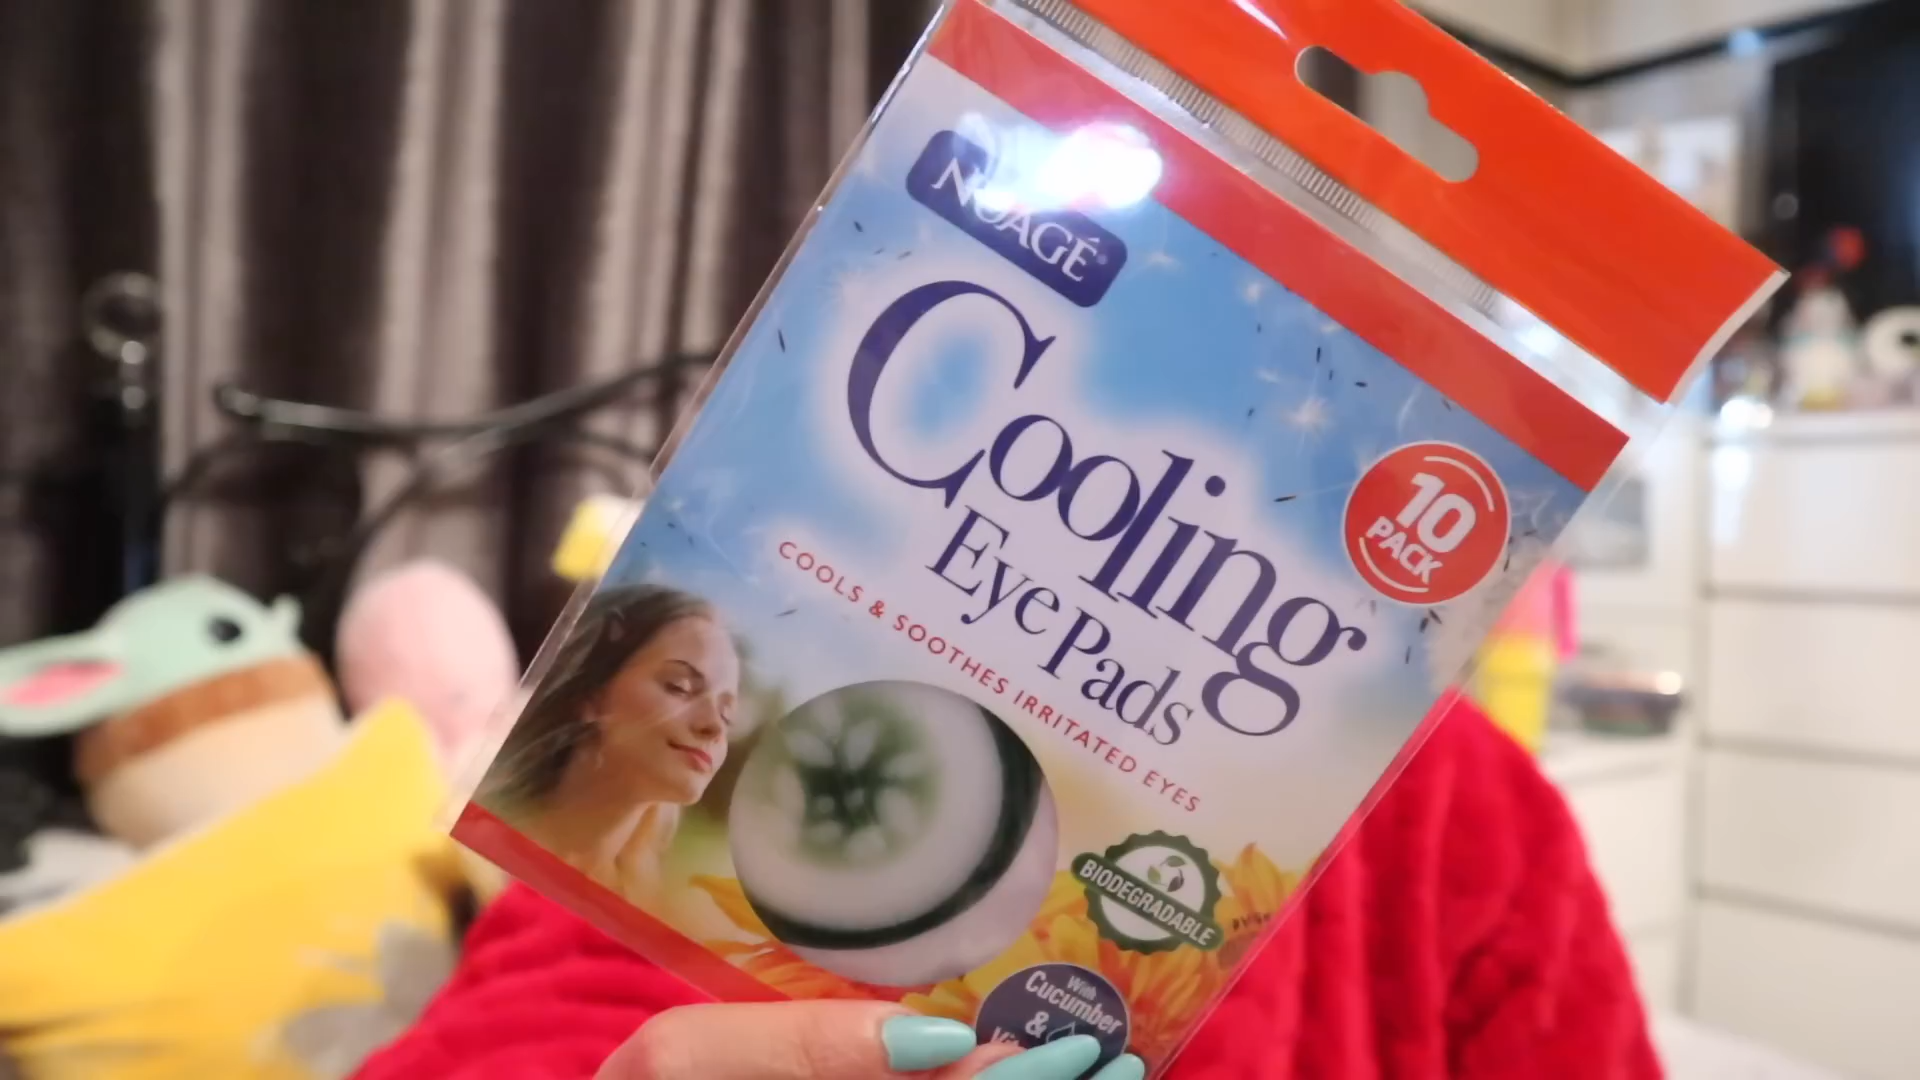 NUAGÉ
Cooling
Eye Pads
COOLS & SOOTHES IRRITATED EYES
10
PACK
BIODEGRADABLE
With
Cucumber
&